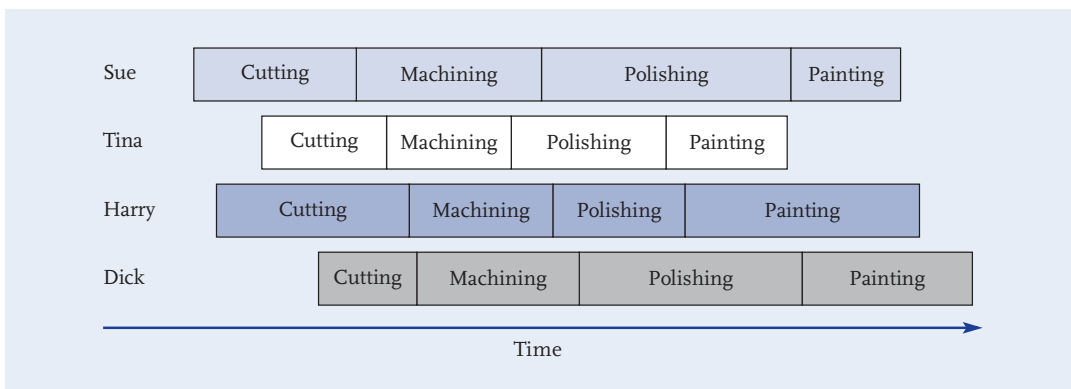 Sue Cutting Machining Polishing Painting
Tina Cutting Machining Polishing Painting
Harry Cutting Machining Polishing Painting
Dick Cutting Machining Polishing Painting
Time